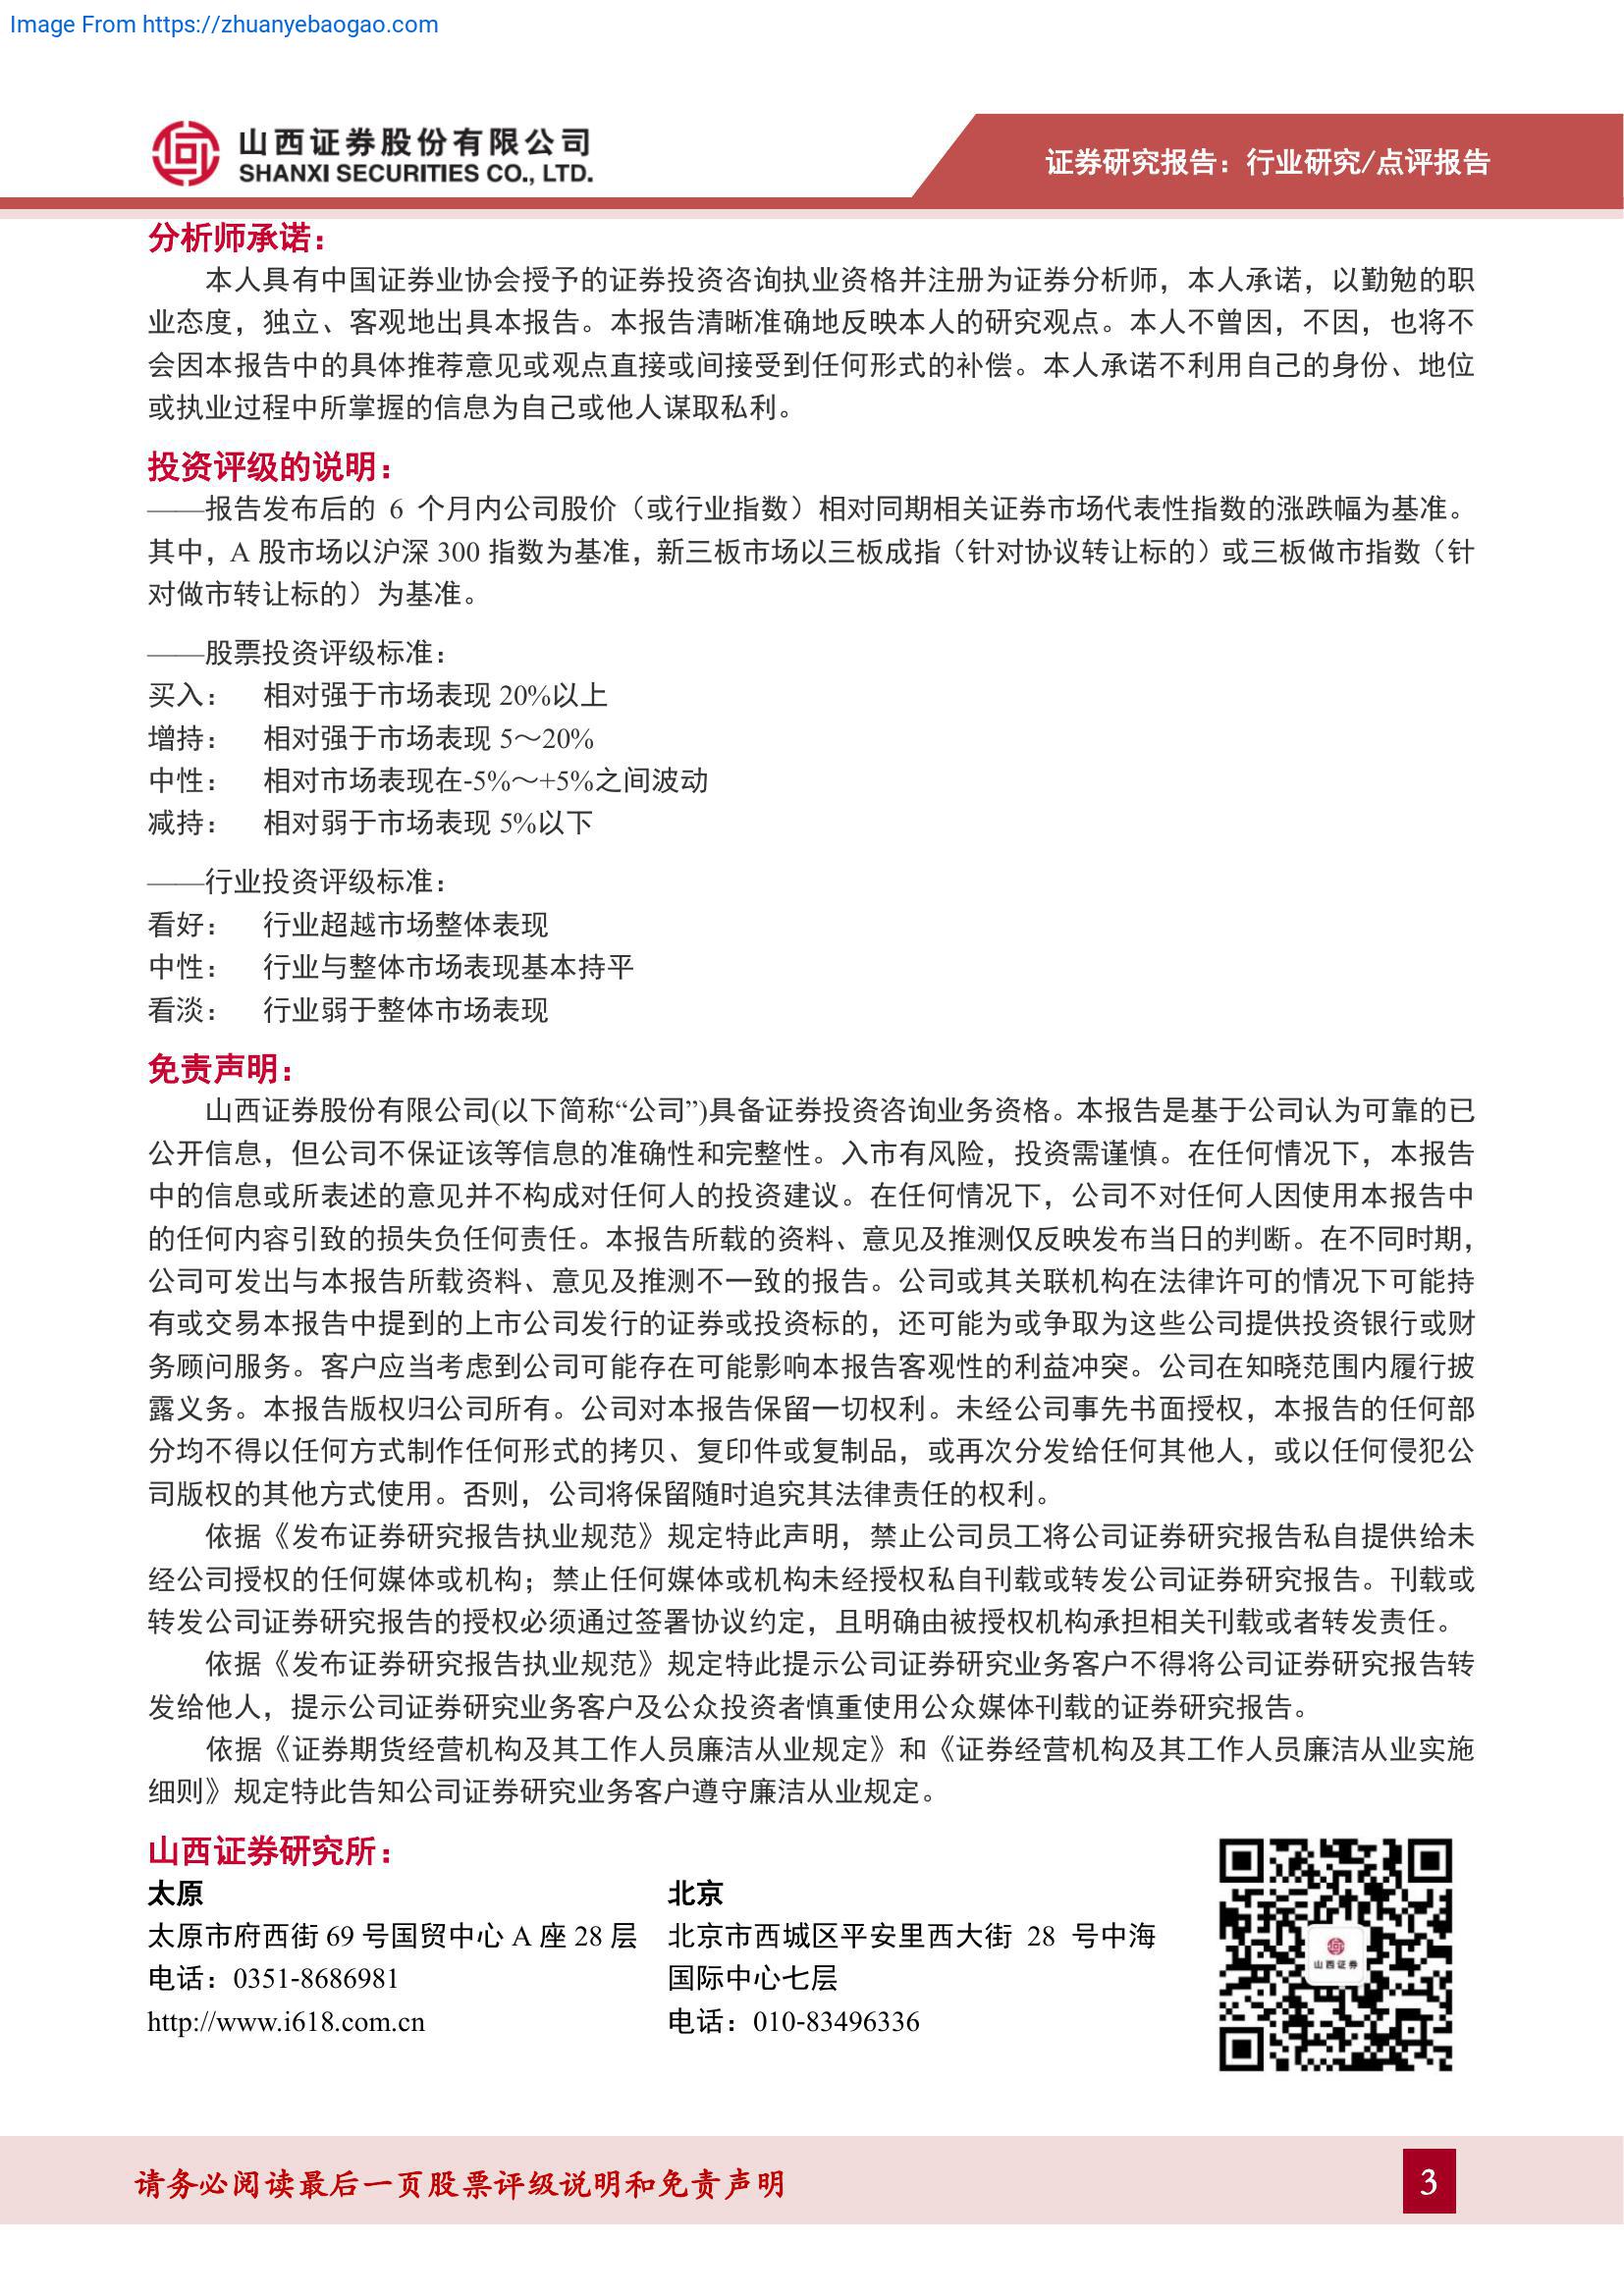 Image From https://zhuanyebaogao.com
山西证券股份有限公司
SHANXI SECURITIES CO., LTD.
证券研究报告：行业研究/点评报告
分析师承诺：
本人具有中国证券业协会授予的证券投资咨询执业资格并注册为证券分析师，本人承诺，以勤勉的职
业态度，独立、客观地出具本报告。本报告清晰准确地反映本人的研究观点。本人不曾因，不因，也将不
会因本报告中的具体推荐意见或观点直接或间接受到任何形式的补偿。本人承诺不利用自己的身份、地位
或执业过程中所掌握的信息为自己或他人谋取私利。
投资评级的说明：
——报告发布后的 6 个月内公司股价（或行业指数）相对同期相关证券市场代表性指数的涨跌幅为基准。
其中，A 股市场以沪深 300 指数为基准，新三板市场以三板成指（针对协议转让标的）或三板做市指数（针
对做市转让标的）为基准。
——股票投资评级标准：
买入： 相对强于市场表现 20%以上
增持： 相对强于市场表现 5～20%
中性： 相对市场表现在-5%～+5%之间波动
减持： 相对弱于市场表现 5%以下
——行业投资评级标准：
看好： 行业超越市场整体表现
中性： 行业与整体市场表现基本持平
看淡： 行业弱于整体市场表现
免责声明：
山西证券股份有限公司(以下简称“公司”)具备证券投资咨询业务资格。本报告是基于公司认为可靠的已
公开信息，但公司不保证该等信息的准确性和完整性。入市有风险，投资需谨慎。在任何情况下，本报告
中的信息或所表述的意见并不构成对任何人的投资建议。在任何情况下，公司不对任何人因使用本报告中
的任何内容引致的损失负任何责任。本报告所载的资料、意见及推测仅反映发布当日的判断。在不同时期，
公司可发出与本报告所载资料、意见及推测不一致的报告。公司或其关联机构在法律许可的情况下可能持
有或交易本报告中提到的上市公司发行的证券或投资标的，还可能为或争取为这些公司提供投资银行或财
务顾问服务。客户应当考虑到公司可能存在可能影响本报告客观性的利益冲突。公司在知晓范围内履行披
露义务。本报告版权归公司所有。公司对本报告保留一切权利。未经公司事先书面授权，本报告的任何部
分均不得以任何方式制作任何形式的拷贝、复印件或复制品，或再次分发给任何其他人，或以任何侵犯公
司版权的其他方式使用。否则，公司将保留随时追究其法律责任的权利。
依据《发布证券研究报告执业规范》规定特此声明，禁止公司员工将公司证券研究报告私自提供给未
经公司授权的任何媒体或机构；禁止任何媒体或机构未经授权私自刊载或转发公司证券研究报告。刊载或
转发公司证券研究报告的授权必须通过签署协议约定，且明确由被授权机构承担相关刊载或者转发责任。
依据《发布证券研究报告执业规范》规定特此提示公司证券研究业务客户不得将公司证券研究报告转
发给他人，提示公司证券研究业务客户及公众投资者慎重使用公众媒体刊载的证券研究报告。
依据《证券期货经营机构及其工作人员廉洁从业规定》和《证券经营机构及其工作人员廉洁从业实施
细则》规定特此告知公司证券研究业务客户遵守廉洁从业规定。
山西证券研究所：
太原
太原市府西街 69 号国贸中心 A 座 28 层
电话：0351-8686981
http://www.i618.com.cn
北京
北京市西城区平安里西大街 28 号中海
国际中心七层
电话：010-83496336
山西证券
请务必阅读最后一页股票评级说明和免责声明
3